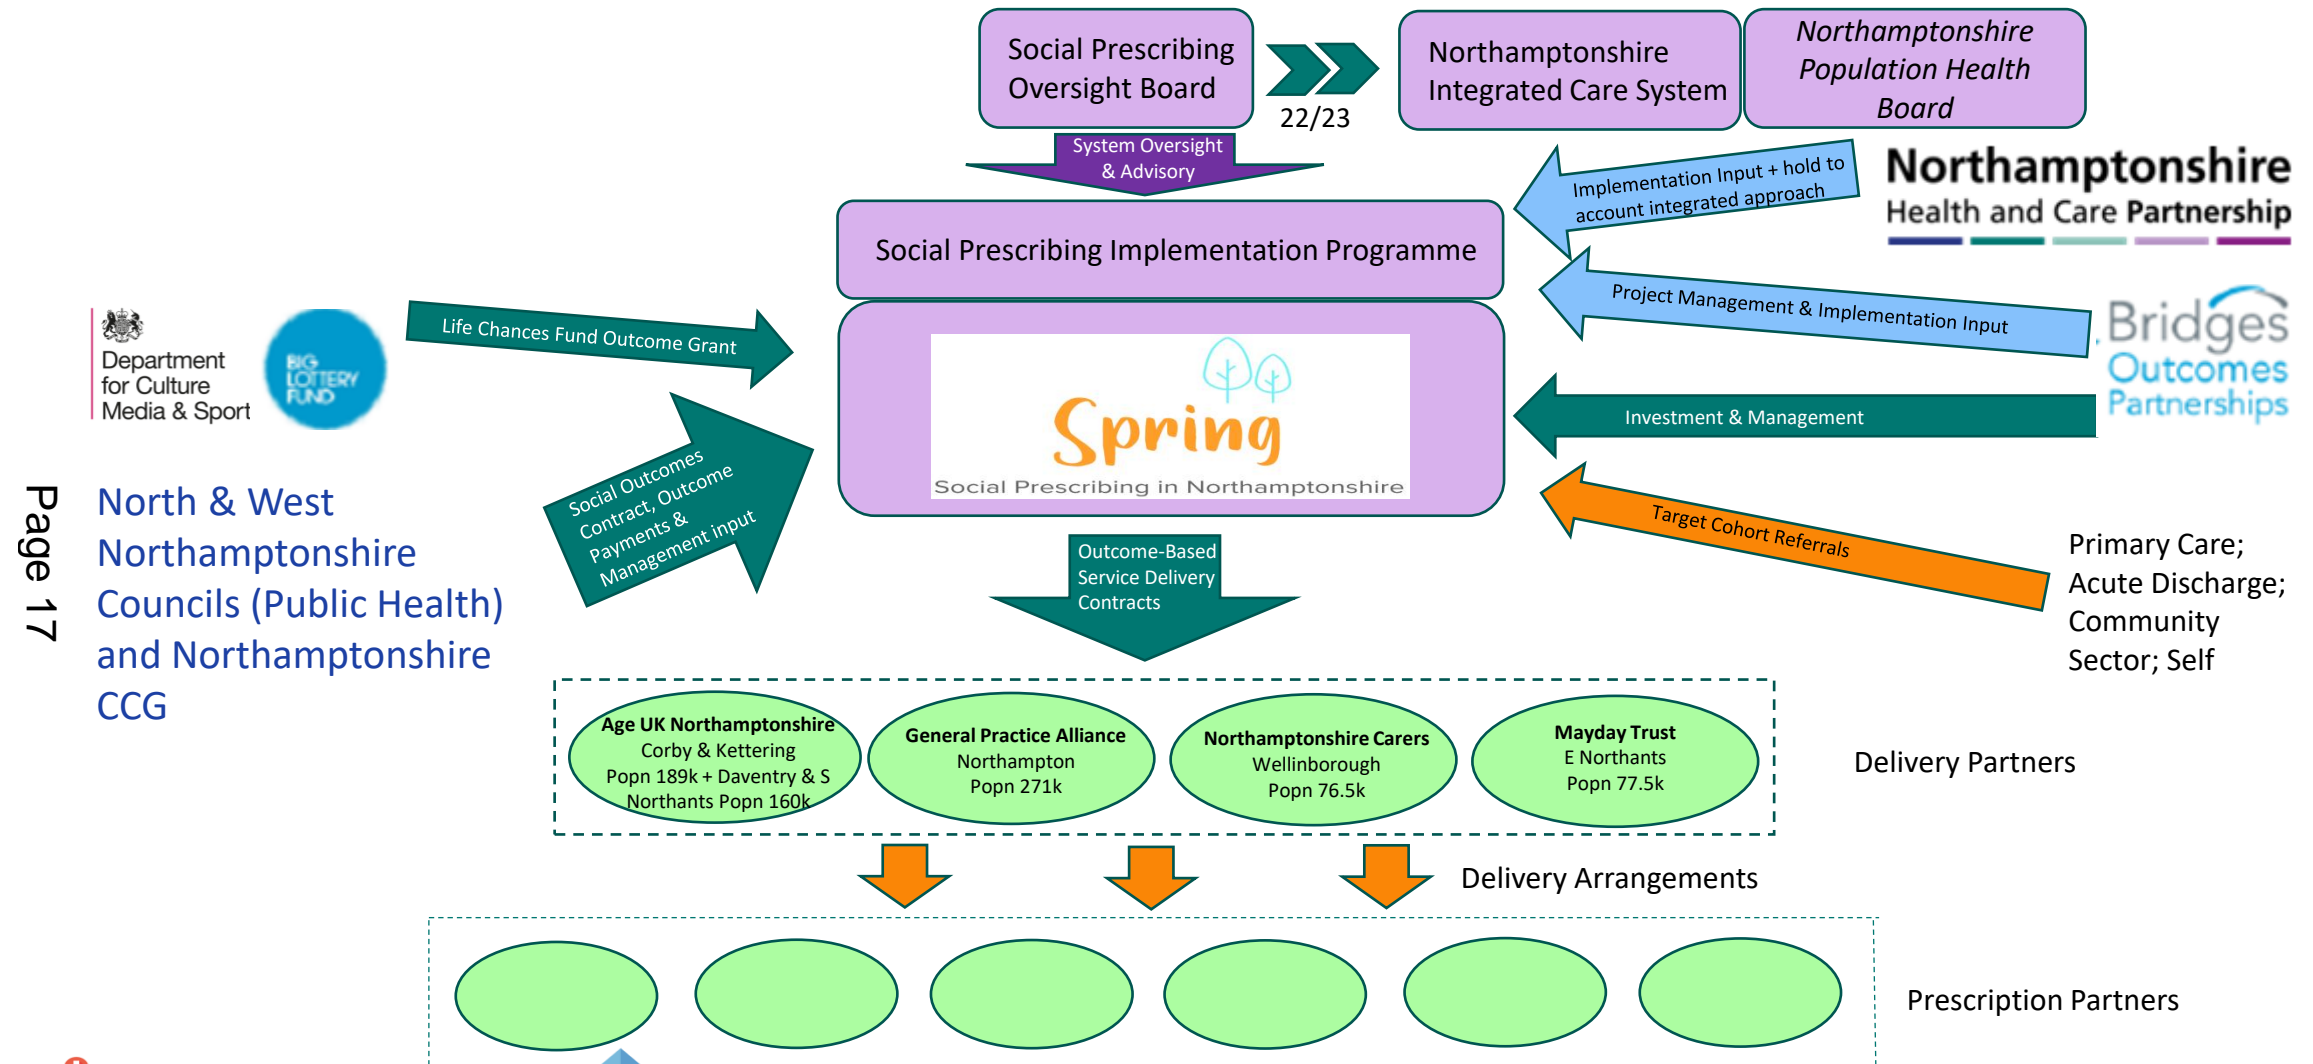 Social Prescribing
Oversight Board
22/23
Northamptonshire
Integrated Care System
Northamptonshire
Population Health
Board
System Oversight
& Advisory
Implementation Input + hold to
account integrated approach
Northamptonshire
Health and Care Partnership
Social Prescribing Implementation Programme
Project Management & Implementation Input
Bridges
Outcomes
Partnerships
Department
for Culture
Media & Sport
BIG
LOTTERY
FUND
Life Chances Fund Outcome Grant
Spring
Social Prescribing in Northamptonshire
Investment & Management
Social Outcomes
Contract, Outcome
Payments &
Management input
Page 17
North & West
Northamptonshire
Councils (Public Health)
and Northamptonshire
CCG
Target Cohort Referrals
Primary Care;
Acute Discharge;
Community
Sector; Self
Outcome-Based
Service Delivery
Contracts
Age UK Northamptonshire
Corby & Kettering
Popn 189k + Daventry & S
Northants Popn 160k
General Practice Alliance
Northampton
Popn 271k
Northamptonshire Carers
Wellinborough
Popn 76.5k
Mayday Trust
E Northants
Popn 77.5k
Delivery Partners
Delivery Arrangements
Prescription Partners